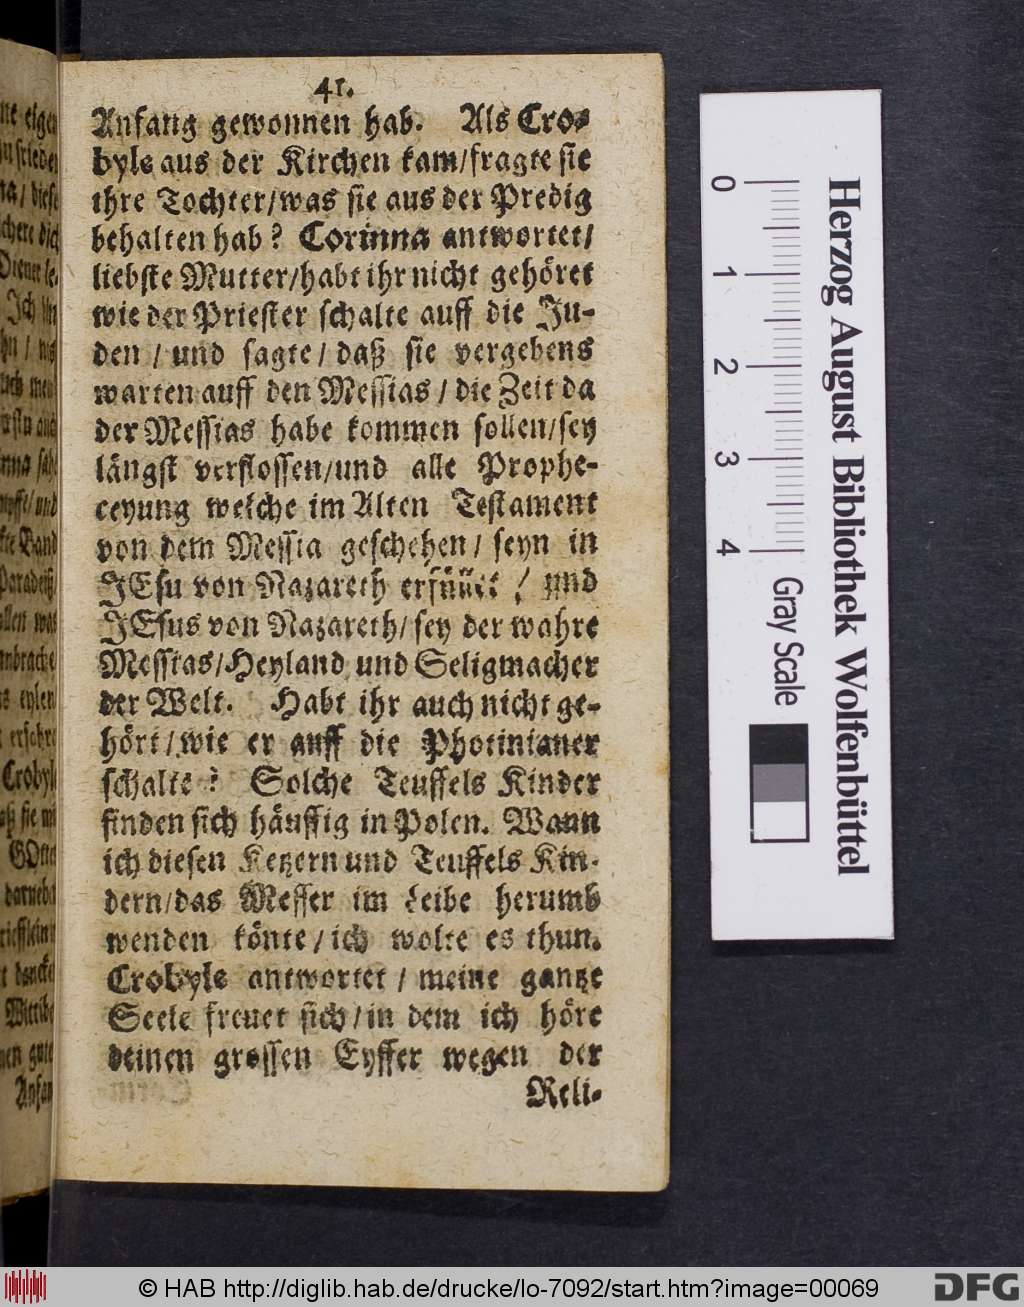 41.
Anfang gewonnen hab. Als Cro-
byle aus der Kirchen kam/fragte sie
ihre Tochter/was sie aus der Predig
behalten hab? Corinna antwortet/
liebste Mutter/habt ihr nicht gehöret
wie der Priester schalte auff die Ju-
den / und sagte / daß sie vergebens
warten auff den Messias / die Zeit da
der Messias habe kommen sollen/sey
längst verflossen/und alle Prophe-
ceyung welche im Alten Testament
von dem Messia geschehen / seyn in
JEsu von Nazareth erfüllt / und
JEsus von Nazareth/ sey der wahre
Messias/Heyland und Seligmacher
der Welt. Habt ihr auch nicht ge-
hört/wie er auff die Photinianer
schalte? Solche Teuffels Kinder
finden sich häuffig in Polen. Wann
ich diesen Ketzern und Teuffels Kin-
dern/das Messer im Leibe herumb
wenden könte/ich wolte es thun.
Crobyle antwortet / meine gantze
Seele freuet sich/in dem ich höre
deinen grossen Eyffer wegen der
Reli-
0 1 2 3 4
Gray Scale
Herzog August Bibliothek Wolfenbüttel
© HAB http://diglib.hab.de/drucke/lo-7092/start.htm?image=00069
DFG